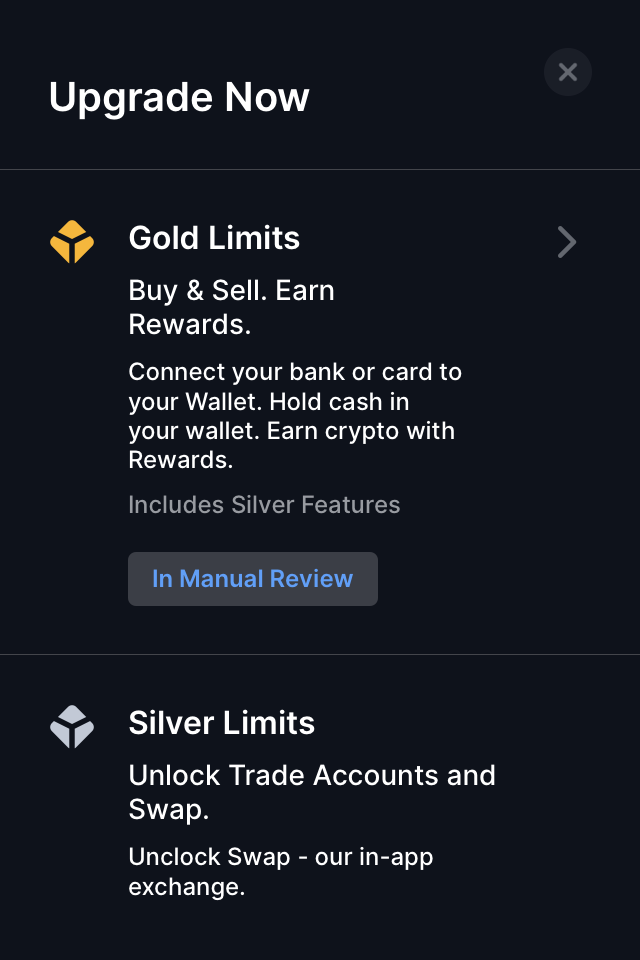 Upgrade Now
Gold Limits
Buy & Sell. Earn
Rewards.
Connect your bank or card to
your Wallet. Hold cash in
your wallet. Earn crypto with
Rewards.
Includes Silver Features
In Manual Review
Silver Limits
Unlock Trade Accounts and
Swap.
Unclock Swap - our in-app
exchange.